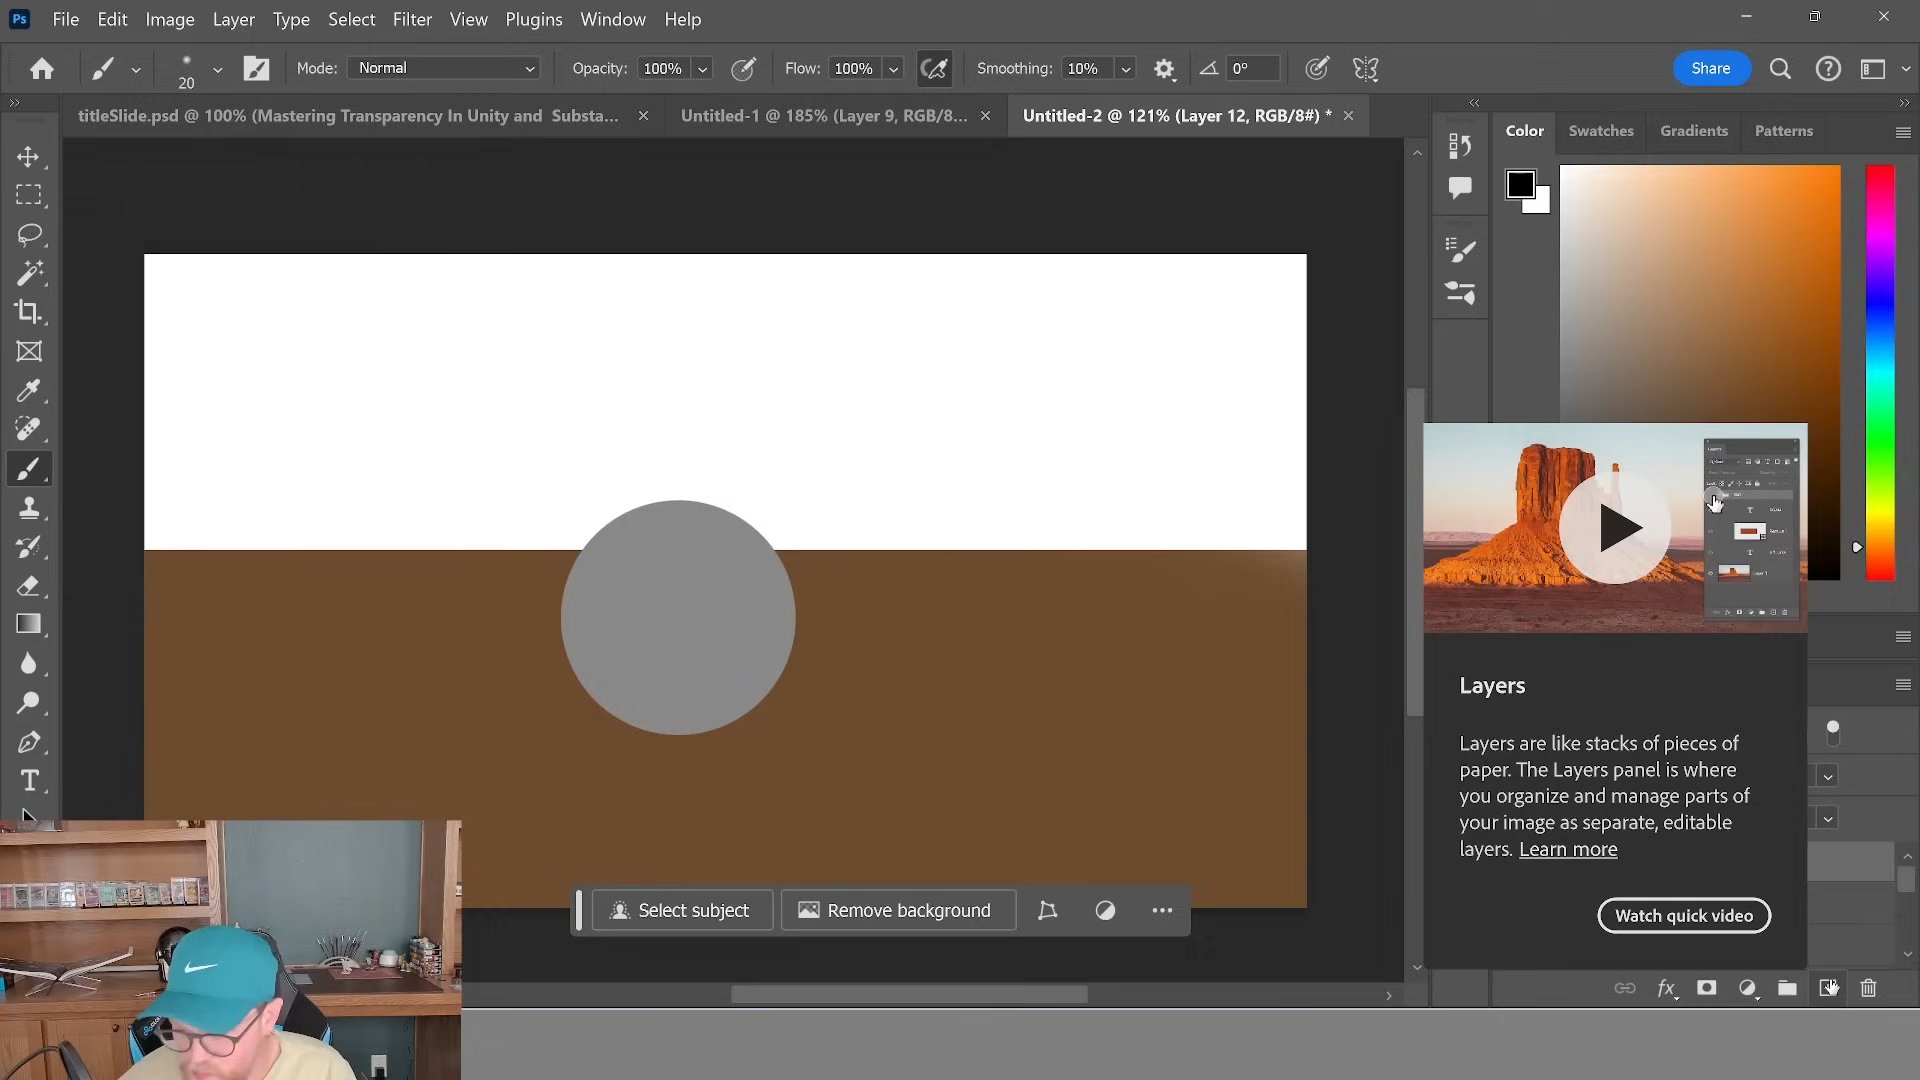 Ps File Edit Image Layer Type Select Filter View Plugins Window Help
20 Mode: Normal Opacity: 100% Flow: 100% Smoothing: 10% 0° Share
titleSlide.psd @ 100% (Mastering Transparency In Unity and Substa...
Untitled-1 @ 185% (Layer 9, RGB/8...
Untitled-2 @ 121% (Layer 12, RGB/8#) *
Color Swatches Gradients Patterns
Layers
Layers are like stacks of pieces of
paper. The Layers panel is where
you organize and manage parts of
your image as separate, editable
layers. Learn more
Watch quick video
Select subject Remove background
fx